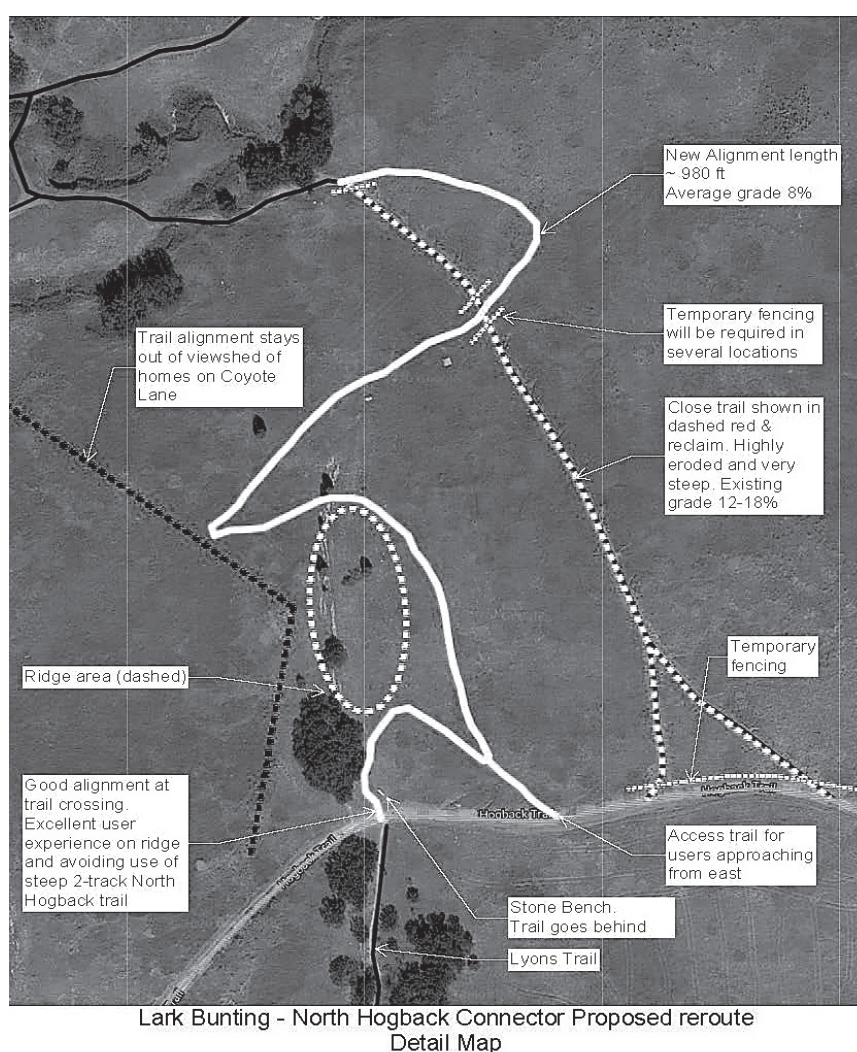 New Alignment length
~ 980 ft
Average grade 8%
Temporary fencing
will be required in
several locations
Trail alignment stays
out of viewshed of
homes on Coyote
Lane
Close trail shown in
dashed red &
reclaim. Highly
eroded and very
steep. Existing
grade 12-18%
Temporary
fencing
Ridge area (dashed)
Good alignment at
trail crossing.
Excellent user
experience on ridge
and avoiding use of
steep 2-track North
Hogback trail
Hogback Trail
Hogback Trail
Hogback Trail
Trail
Access trail for
users approaching
from east
Stone Bench.
Trail goes behind
Lyons Trail
Lark Bunting - North Hogback Connector Proposed reroute
Detail Map